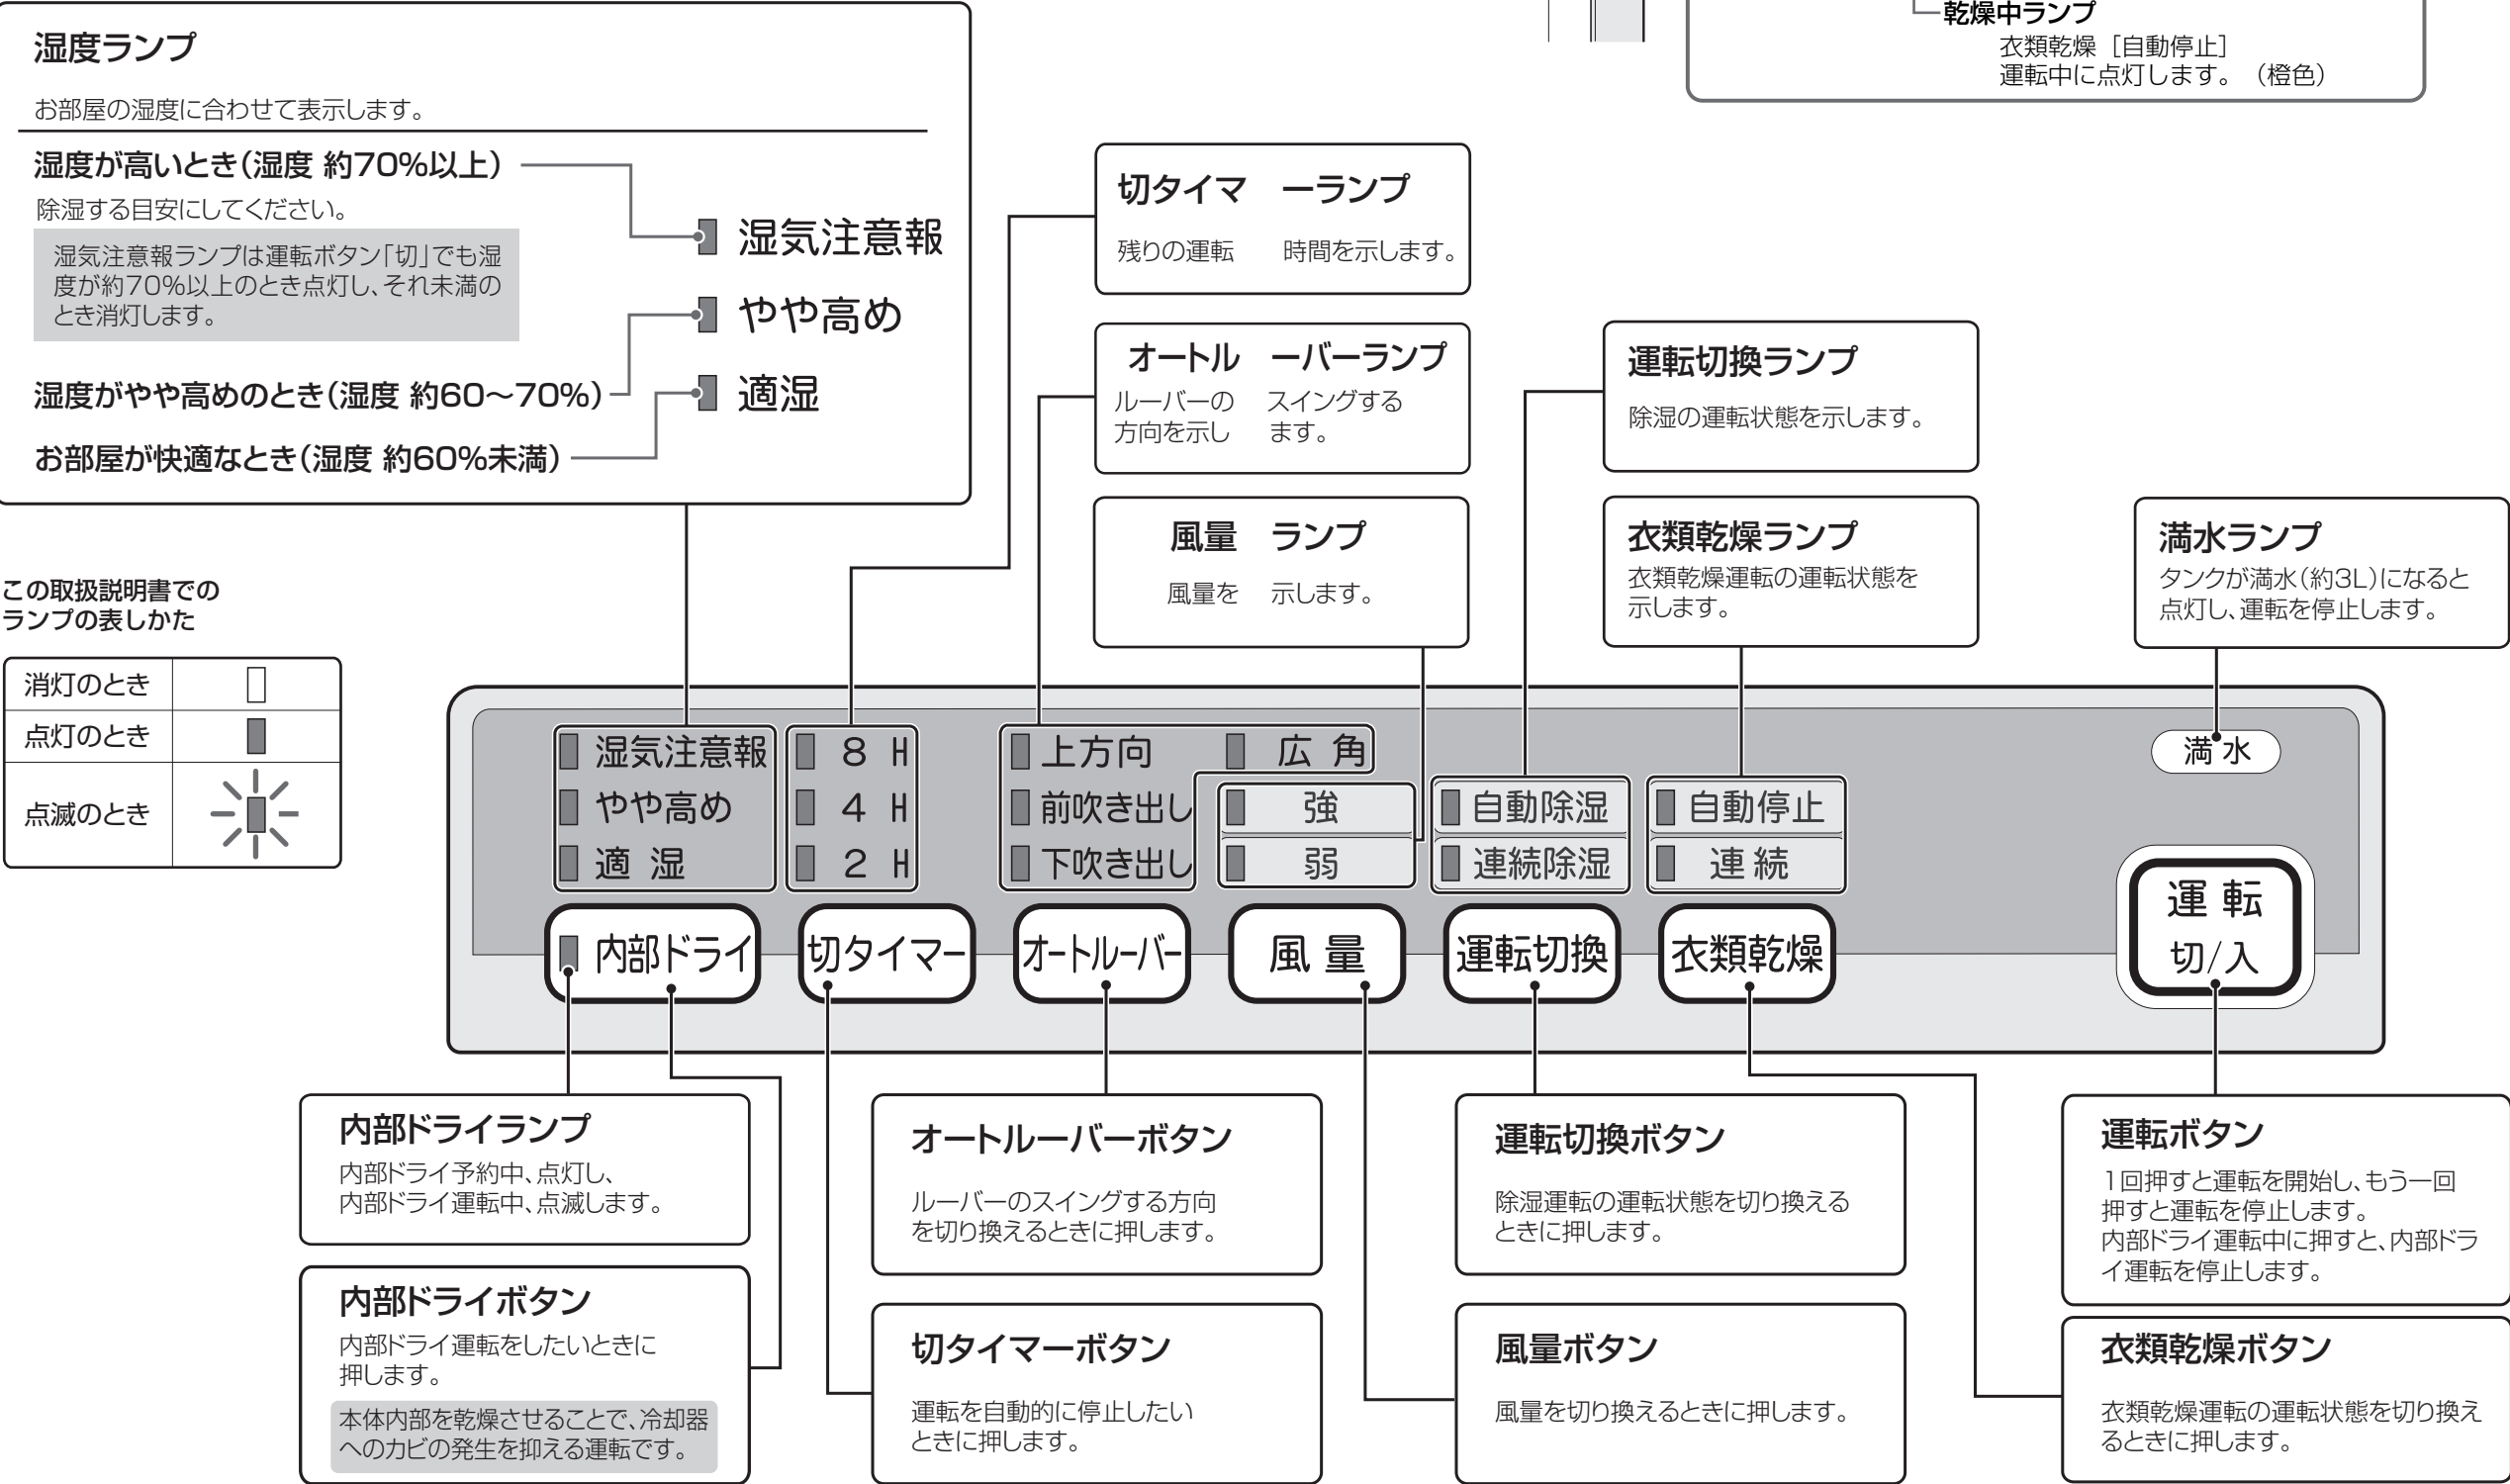 乾燥中ランプ
衣類乾燥［自動停止］
運転中に点灯します。（橙色）
湿度ランプ
お部屋の湿度に合わせて表示します。
湿度が高いとき（湿度 約70％以上）
除湿する目安にしてください。
湿気注意報ランプは運転ボタン「切」でも湿
度が約70％以上のとき点灯し、それ未満の
とき消灯します。
湿度がやや高めのとき（湿度 約60～70％）
お部屋が快適なとき（湿度 約60％未満）
湿気注意報
やや高め
適湿
切タイマ ーランプ
残りの運転 時間を示します。
オートル ーバーランプ
ルーバーの スイングする
方向を示し ます。
風量 ランプ
風量を 示します。
運転切換ランプ
除湿の運転状態を示します。
衣類乾燥ランプ
衣類乾燥運転の運転状態を
示します。
満水ランプ
タンクが満水（約3L）になると
点灯し、運転を停止します。
この取扱説明書での
ランプの表しかた
消灯のとき
点灯のとき
点滅のとき
湿気注意報 8 H 上方向 広 角 満 水
やや高め 4 H 前吹き出し 強 自動除湿 自動停止
適 湿 2 H 下吹き出し 弱 連続除湿 連 続
内部ドライ 切タイマー オートルーバー 風 量 運転切換 衣類乾燥
運 転
切/入
内部ドライランプ
内部ドライ予約中、点灯し、
内部ドライ運転中、点滅します。
内部ドライボタン
内部ドライ運転をしたいときに
押します。
本体内部を乾燥させることで、冷却器
へのカビの発生を抑える運転です。
オートルーバーボタン
ルーバーのスイングする方向
を切り換えるときに押します。
切タイマーボタン
運転を自動的に停止したい
ときに押します。
運転切換ボタン
除湿運転の運転状態を切り換える
ときに押します。
風量ボタン
風量を切り換えるときに押します。
運転ボタン
1回押すと運転を開始し、もう一回
押すと運転を停止します。
内部ドライ運転中に押すと、内部ドラ
イ運転を停止します。
衣類乾燥ボタン
衣類乾燥運転の運転状態を切り換え
るときに押します。